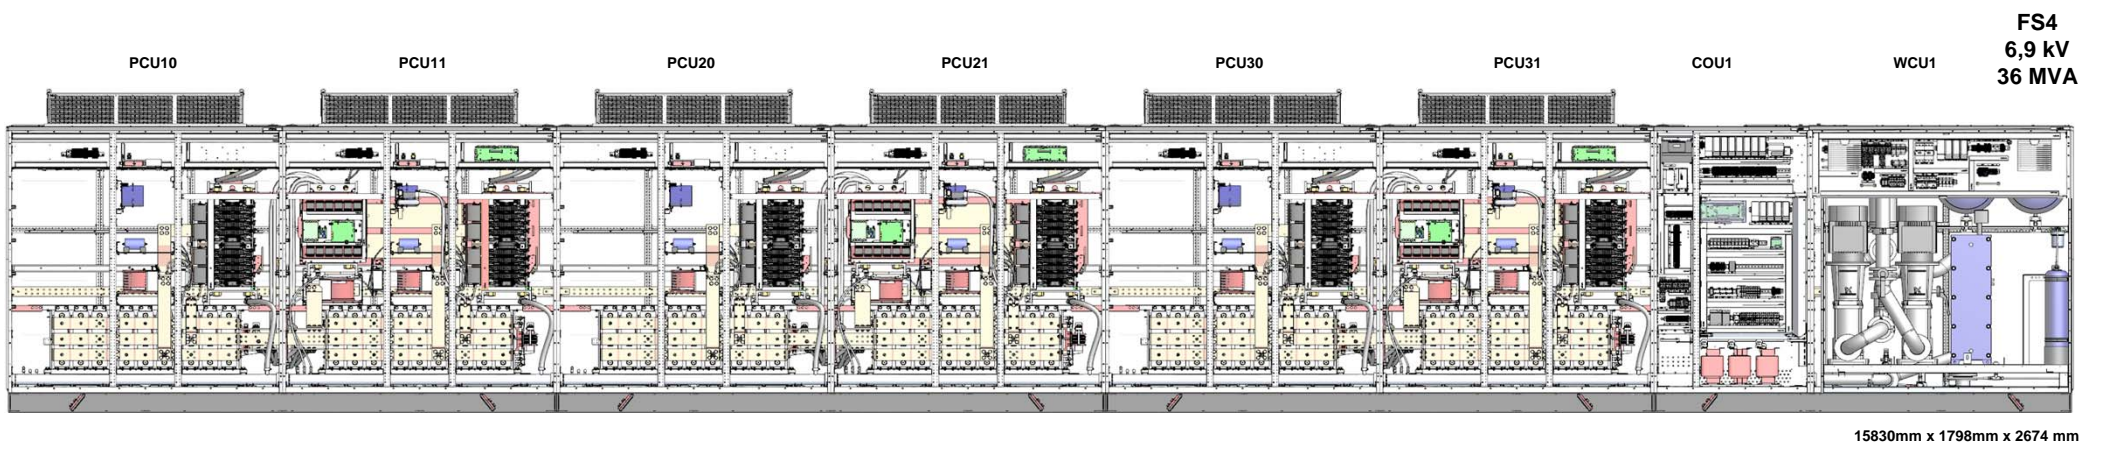 FS4
6,9 kV
36 MVA
PCU10
PCU11
PCU20
PCU21
PCU30
PCU31
COU1
WCU1
15830mm x 1798mm x 2674 mm